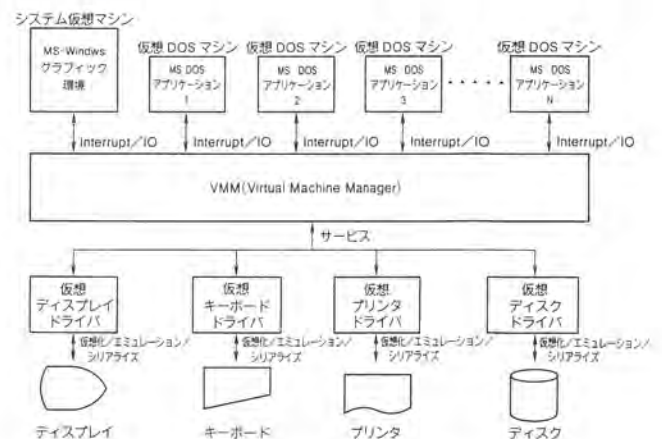 システム仮想マシン
MS-Windws
グラフィック
環境
仮想 DOS マシン
MS DOS
アプリケーション
1
仮想 DOS マシン
MS DOS
アプリケーション
2
仮想 DOS マシン
MS DOS
アプリケーション
3
・・・・・
仮想 DOS マシン
MS DOS
アプリケーション
N
Interrupt/IO
Interrupt/IO
Interrupt/IO
Interrupt/IO
Interrupt/IO
VMM(Virtual Machine Manager)
サービス
仮想
ディスプレイ
ドライバ
仮想
キーボード
ドライバ
仮想
プリンタ
ドライバ
仮想
ディスク
ドライバ
仮想化/エミュレーション/
シリアライズ
仮想化/エミュレーション/
シリアライズ
仮想化/エミュレーション/
シリアライズ
仮想化/エミュレーション/
シリアライズ
ディスプレイ
キーボード
プリンタ
ディスク